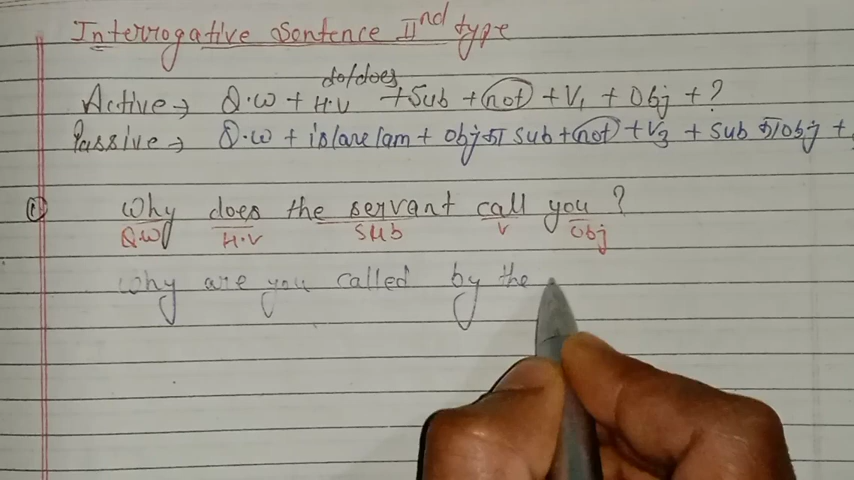 Interrogative Sentence IInd type
do/does
Active → Q.W + H.V + Sub + not + V1 + Obj + ?
Passive → Q.W + is/are/am + Obj का Sub + not + V3 + Sub का Obj +
① Why does the servant call you ?
Q.W H.V Sub V Obj
Why are you called by the